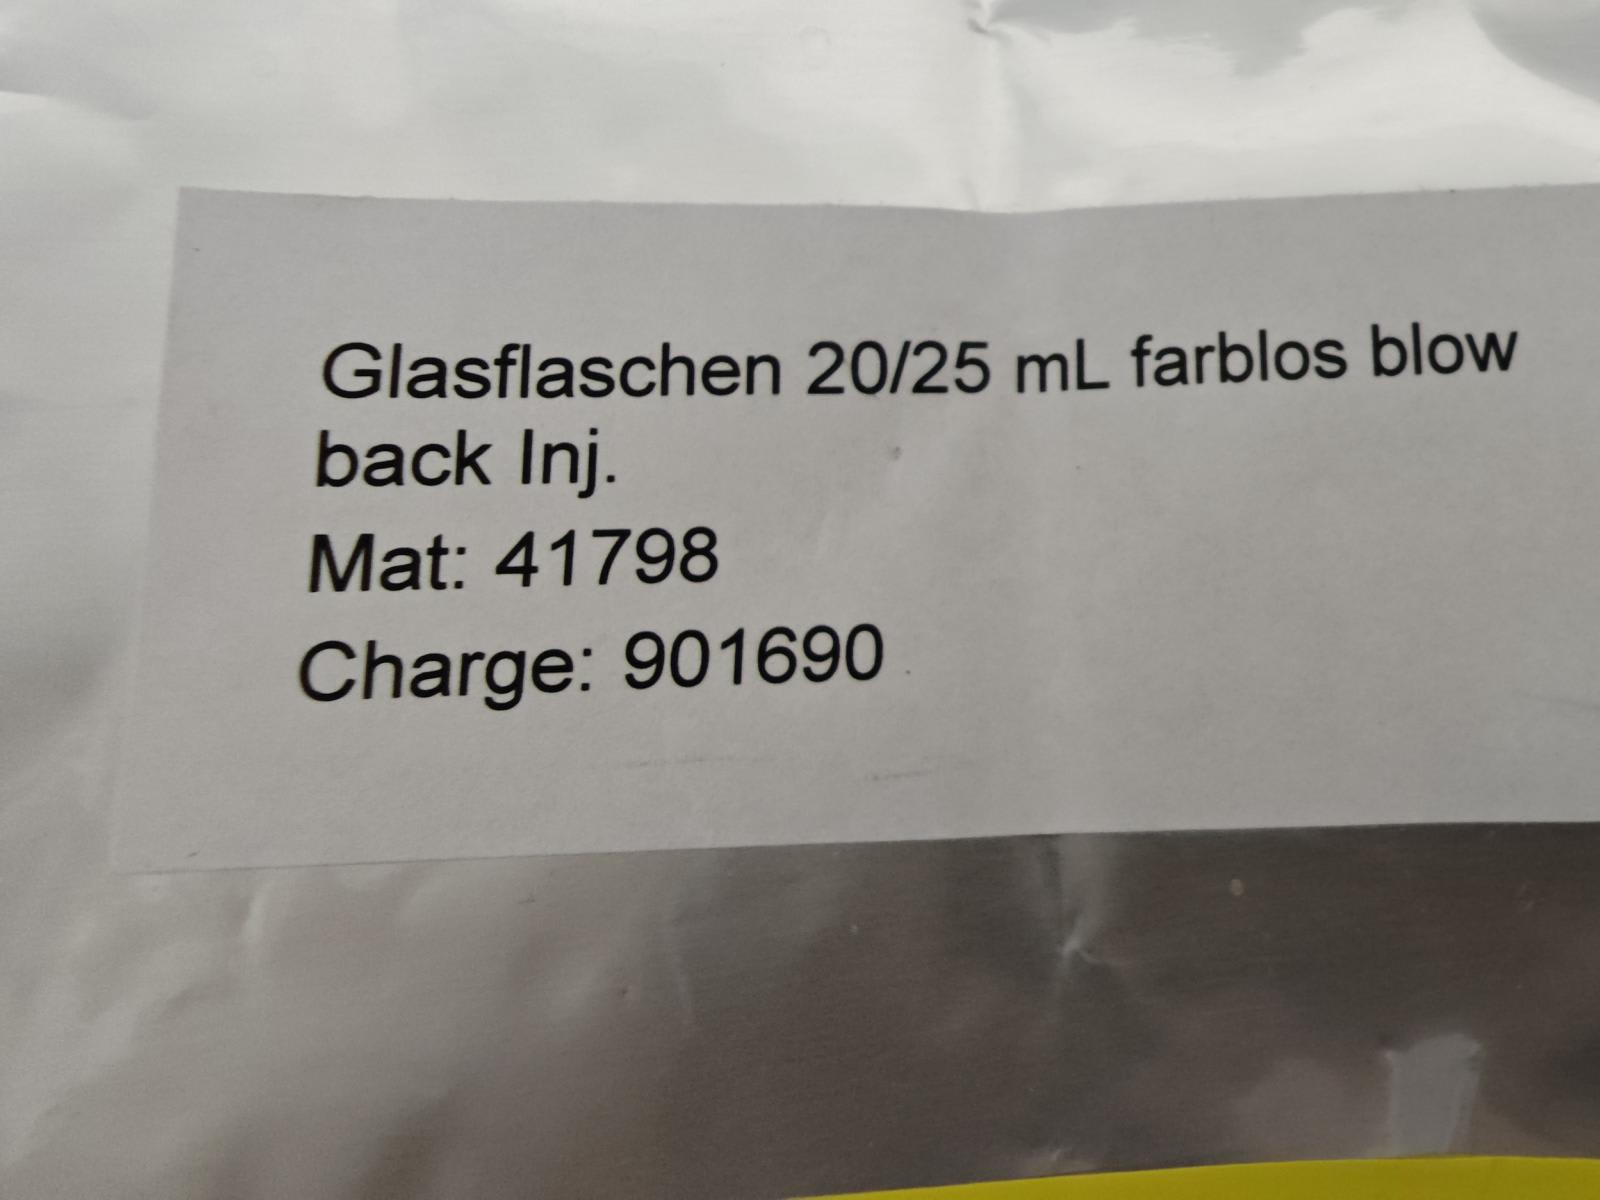 Glasflaschen 20/25 mL farblos blow
back Inj.
Mat: 41798
Charge: 901690